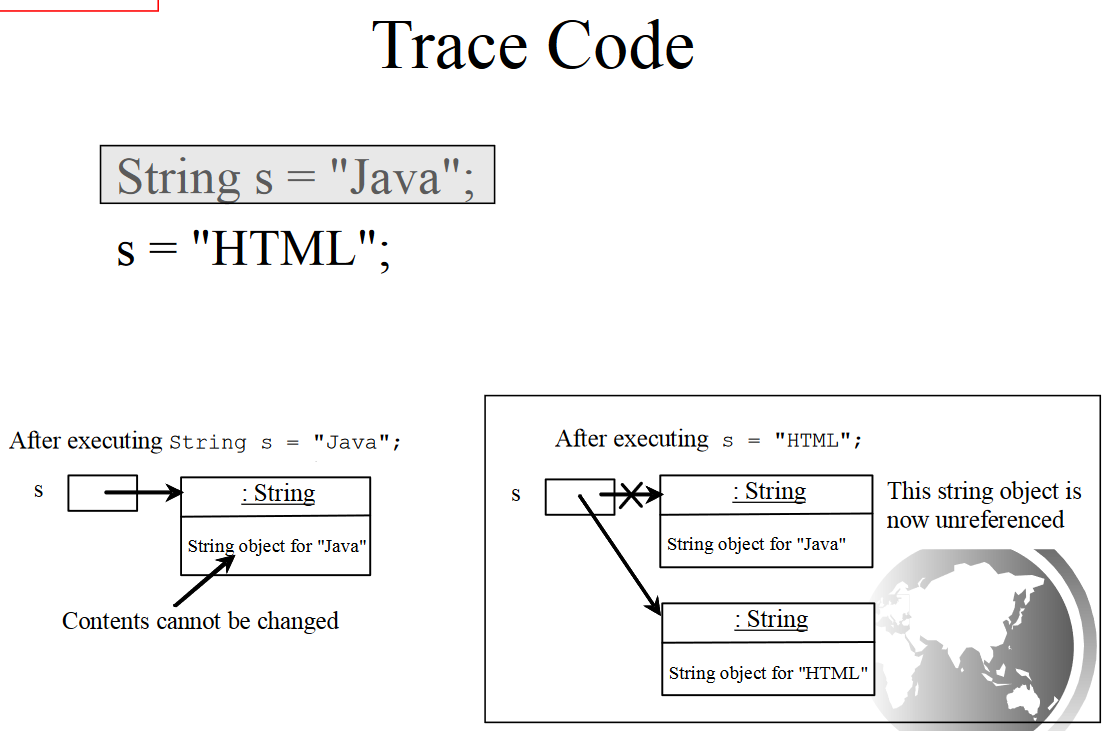 Trace Code
String s = "Java";
s = "HTML";
After executing String s = "Java";
s
: String
String object for "Java"
Contents cannot be changed
After executing s = "HTML";
s
: String
This string object is
now unreferenced
String object for "Java"
: String
String object for "HTML"